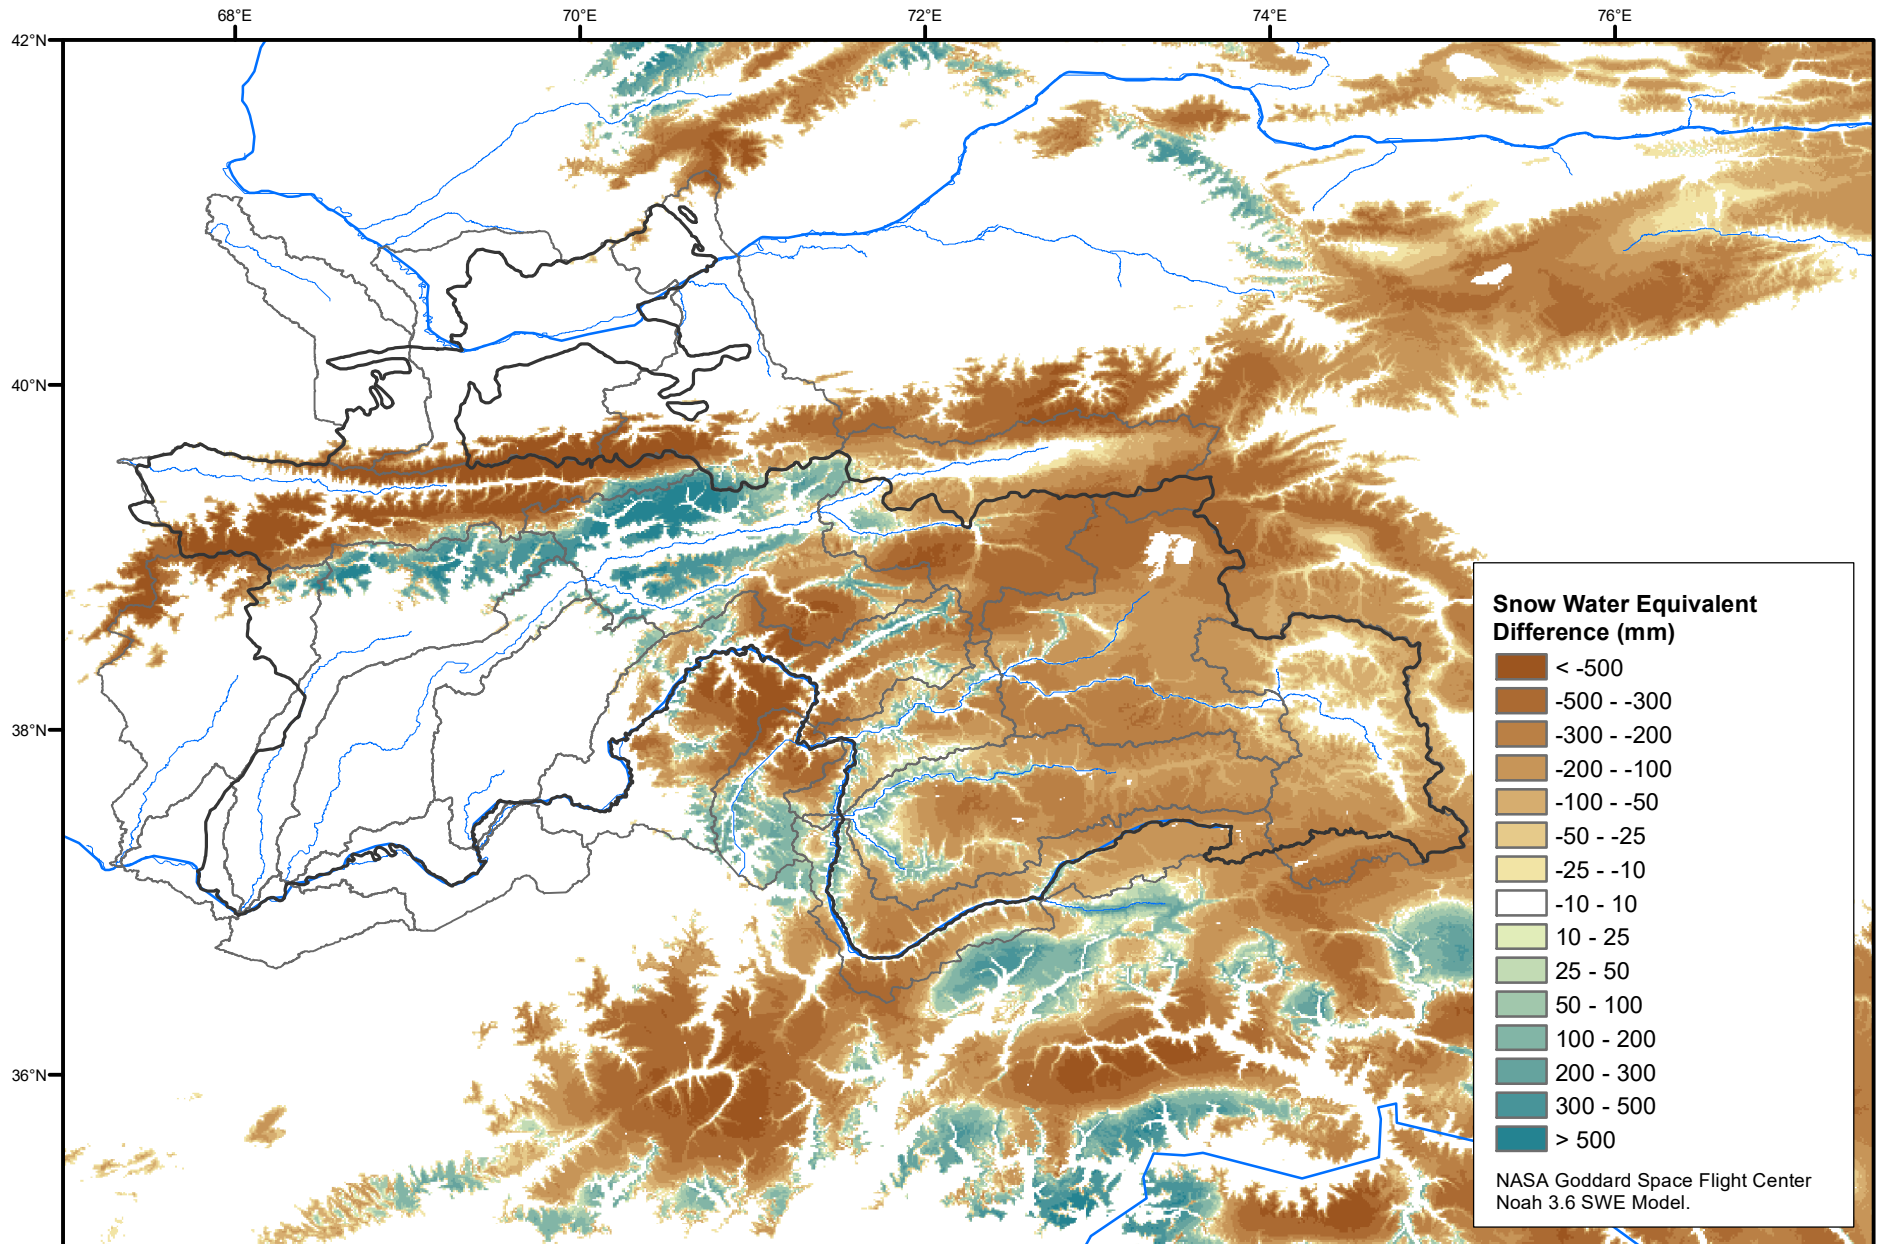 68°E
70°E
72°E
74°E
76°E
42°N
40°N
38°N
36°N
Snow Water Equivalent
Difference (mm)
< -500
-500 - -300
-300 - -200
-200 - -100
-100 - -50
-50 - -25
-25 - -10
-10 - 10
10 - 25
25 - 50
50 - 100
100 - 200
200 - 300
300 - 500
> 500
NASA Goddard Space Flight Center
Noah 3.6 SWE Model.